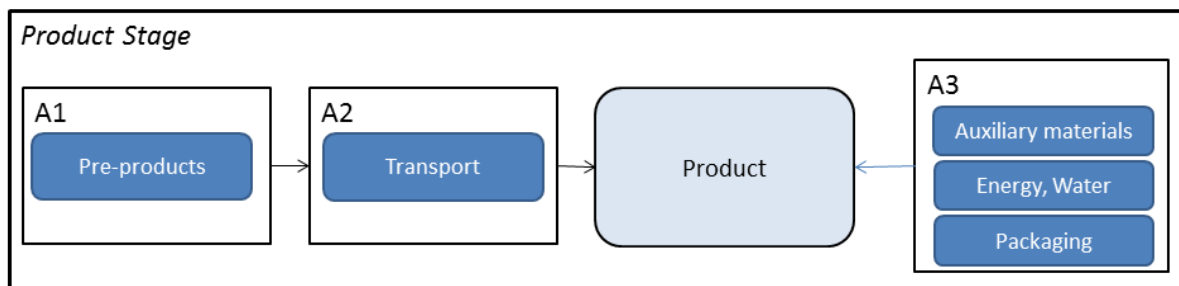 Product Stage
A1
Pre-products
A2
Transport
Product
A3
Auxiliary materials
Energy, Water
Packaging